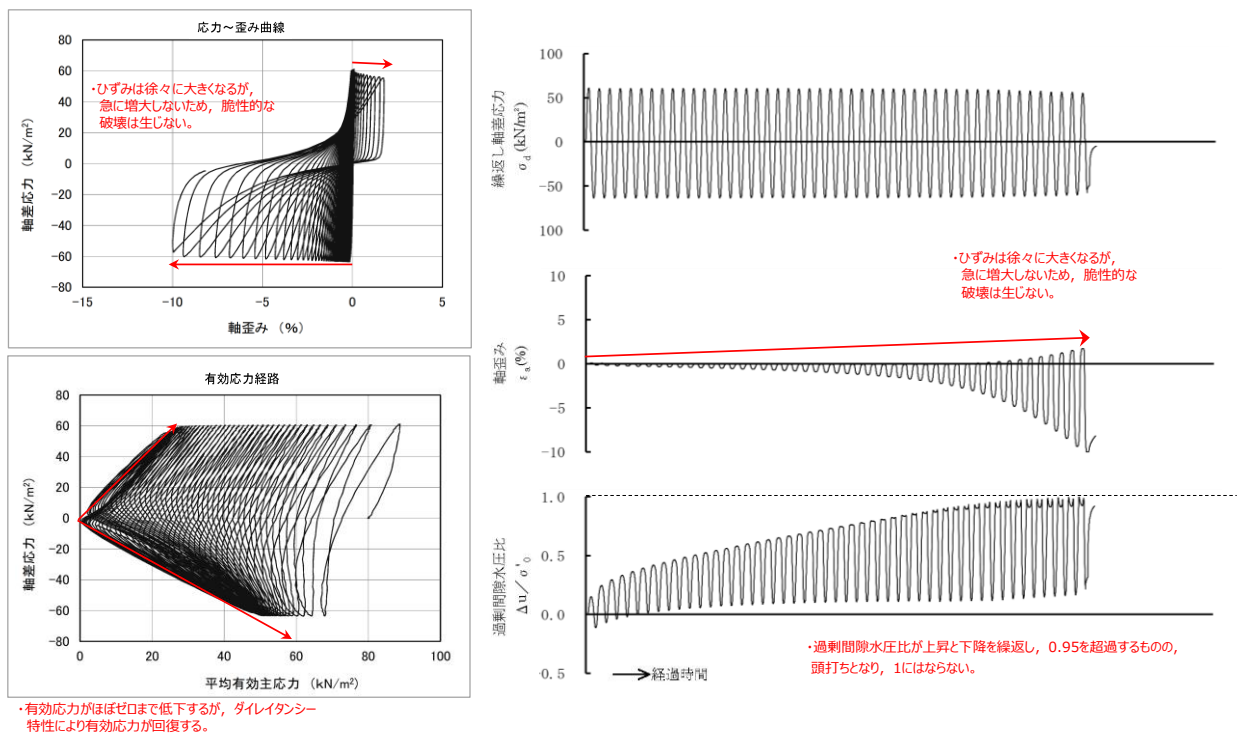 応力～歪み曲線
80
60
40
20
0
-20
-40
-60
-80
軸差応力 (kN/m²)
・ひずみは徐々に大きくなるが，
急に増大しないため，脆性的な
破壊は生じない。
-15
-10
-5
0
5
軸歪み (%)
有効応力経路
80
60
40
20
0
-20
-40
-60
-80
軸差応力 (kN/m²)
0
20
40
60
80
100
平均有効主応力 (kN/m²)
・有効応力がほぼゼロまで低下するが，ダイレイタンシー
特性により有効応力が回復する。
100
50
0
-50
100
繰返し軸差応力
σd (kN/m²)
・ひずみは徐々に大きくなるが，
急に増大しないため，脆性的な
破壊は生じない。
10
5
0
-5
-10
軸歪み
εa (%)
1.0
0.5
0.0
-0.5
過剰間隙水圧比
Δu／σ'0
・過剰間隙水圧比が上昇と下降を繰返し，0.95を超過するものの，
頭打ちとなり，1にはならない。
経過時間